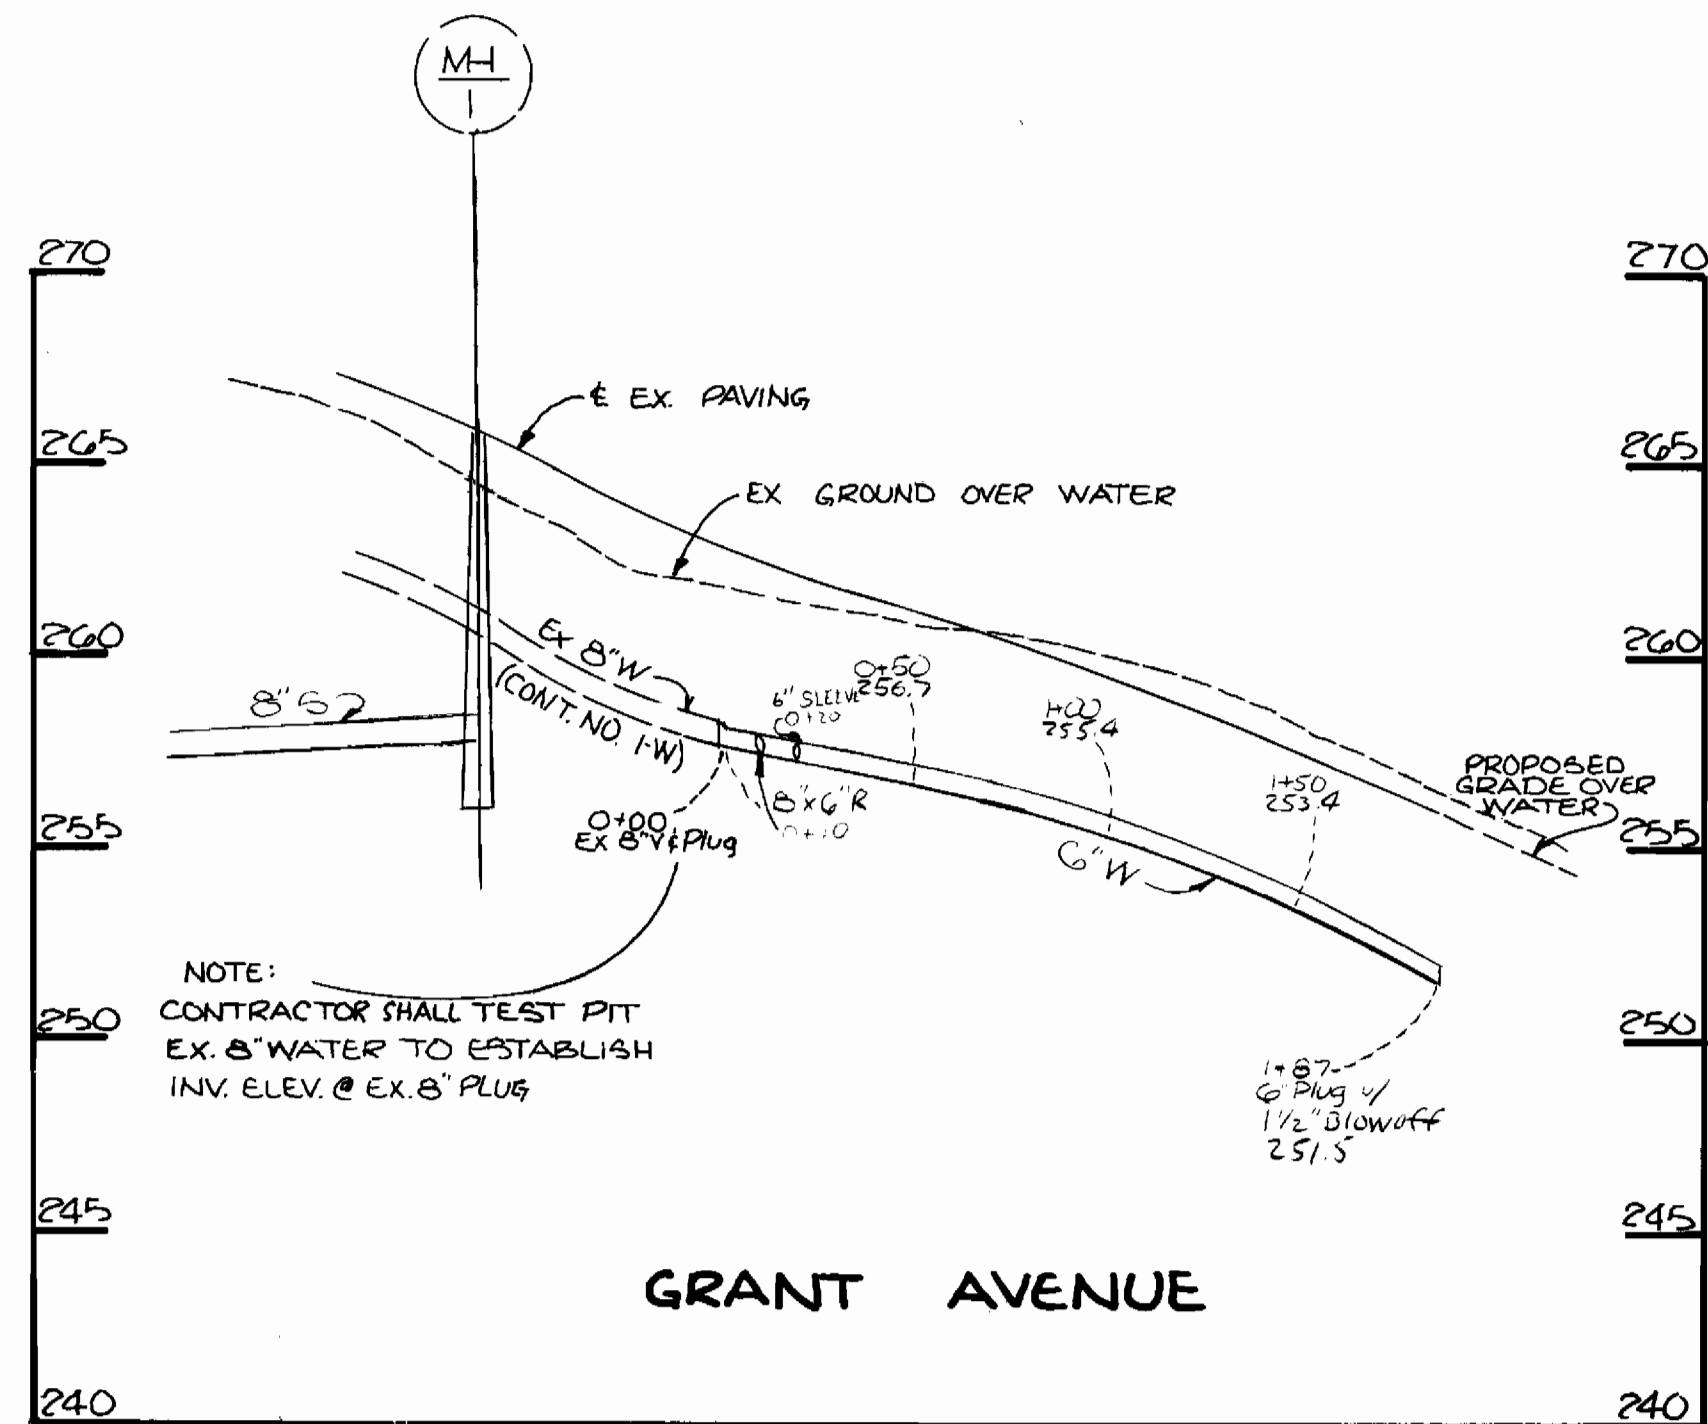 MH
1
270
270
₵ EX. PAVING
265
265
EX GROUND OVER WATER
260
260
EX 8"W
(CONT. NO. 1-W)
8" S
6" SLEEVE
0+20
0+50
256.7
1+00
255.4
1+50
253.4
PROPOSED
GRADE OVER
WATER
8"x6"R
0+10
0+00
EX 8"V & Plug
255
255
6"W
NOTE:
CONTRACTOR SHALL TEST PIT
EX. 8" WATER TO ESTABLISH
INV. ELEV. @ EX. 8" PLUG
250
250
1+87
6" Plug w/
1 1/2" Blowoff
251.5
245
245
GRANT AVENUE
240
240